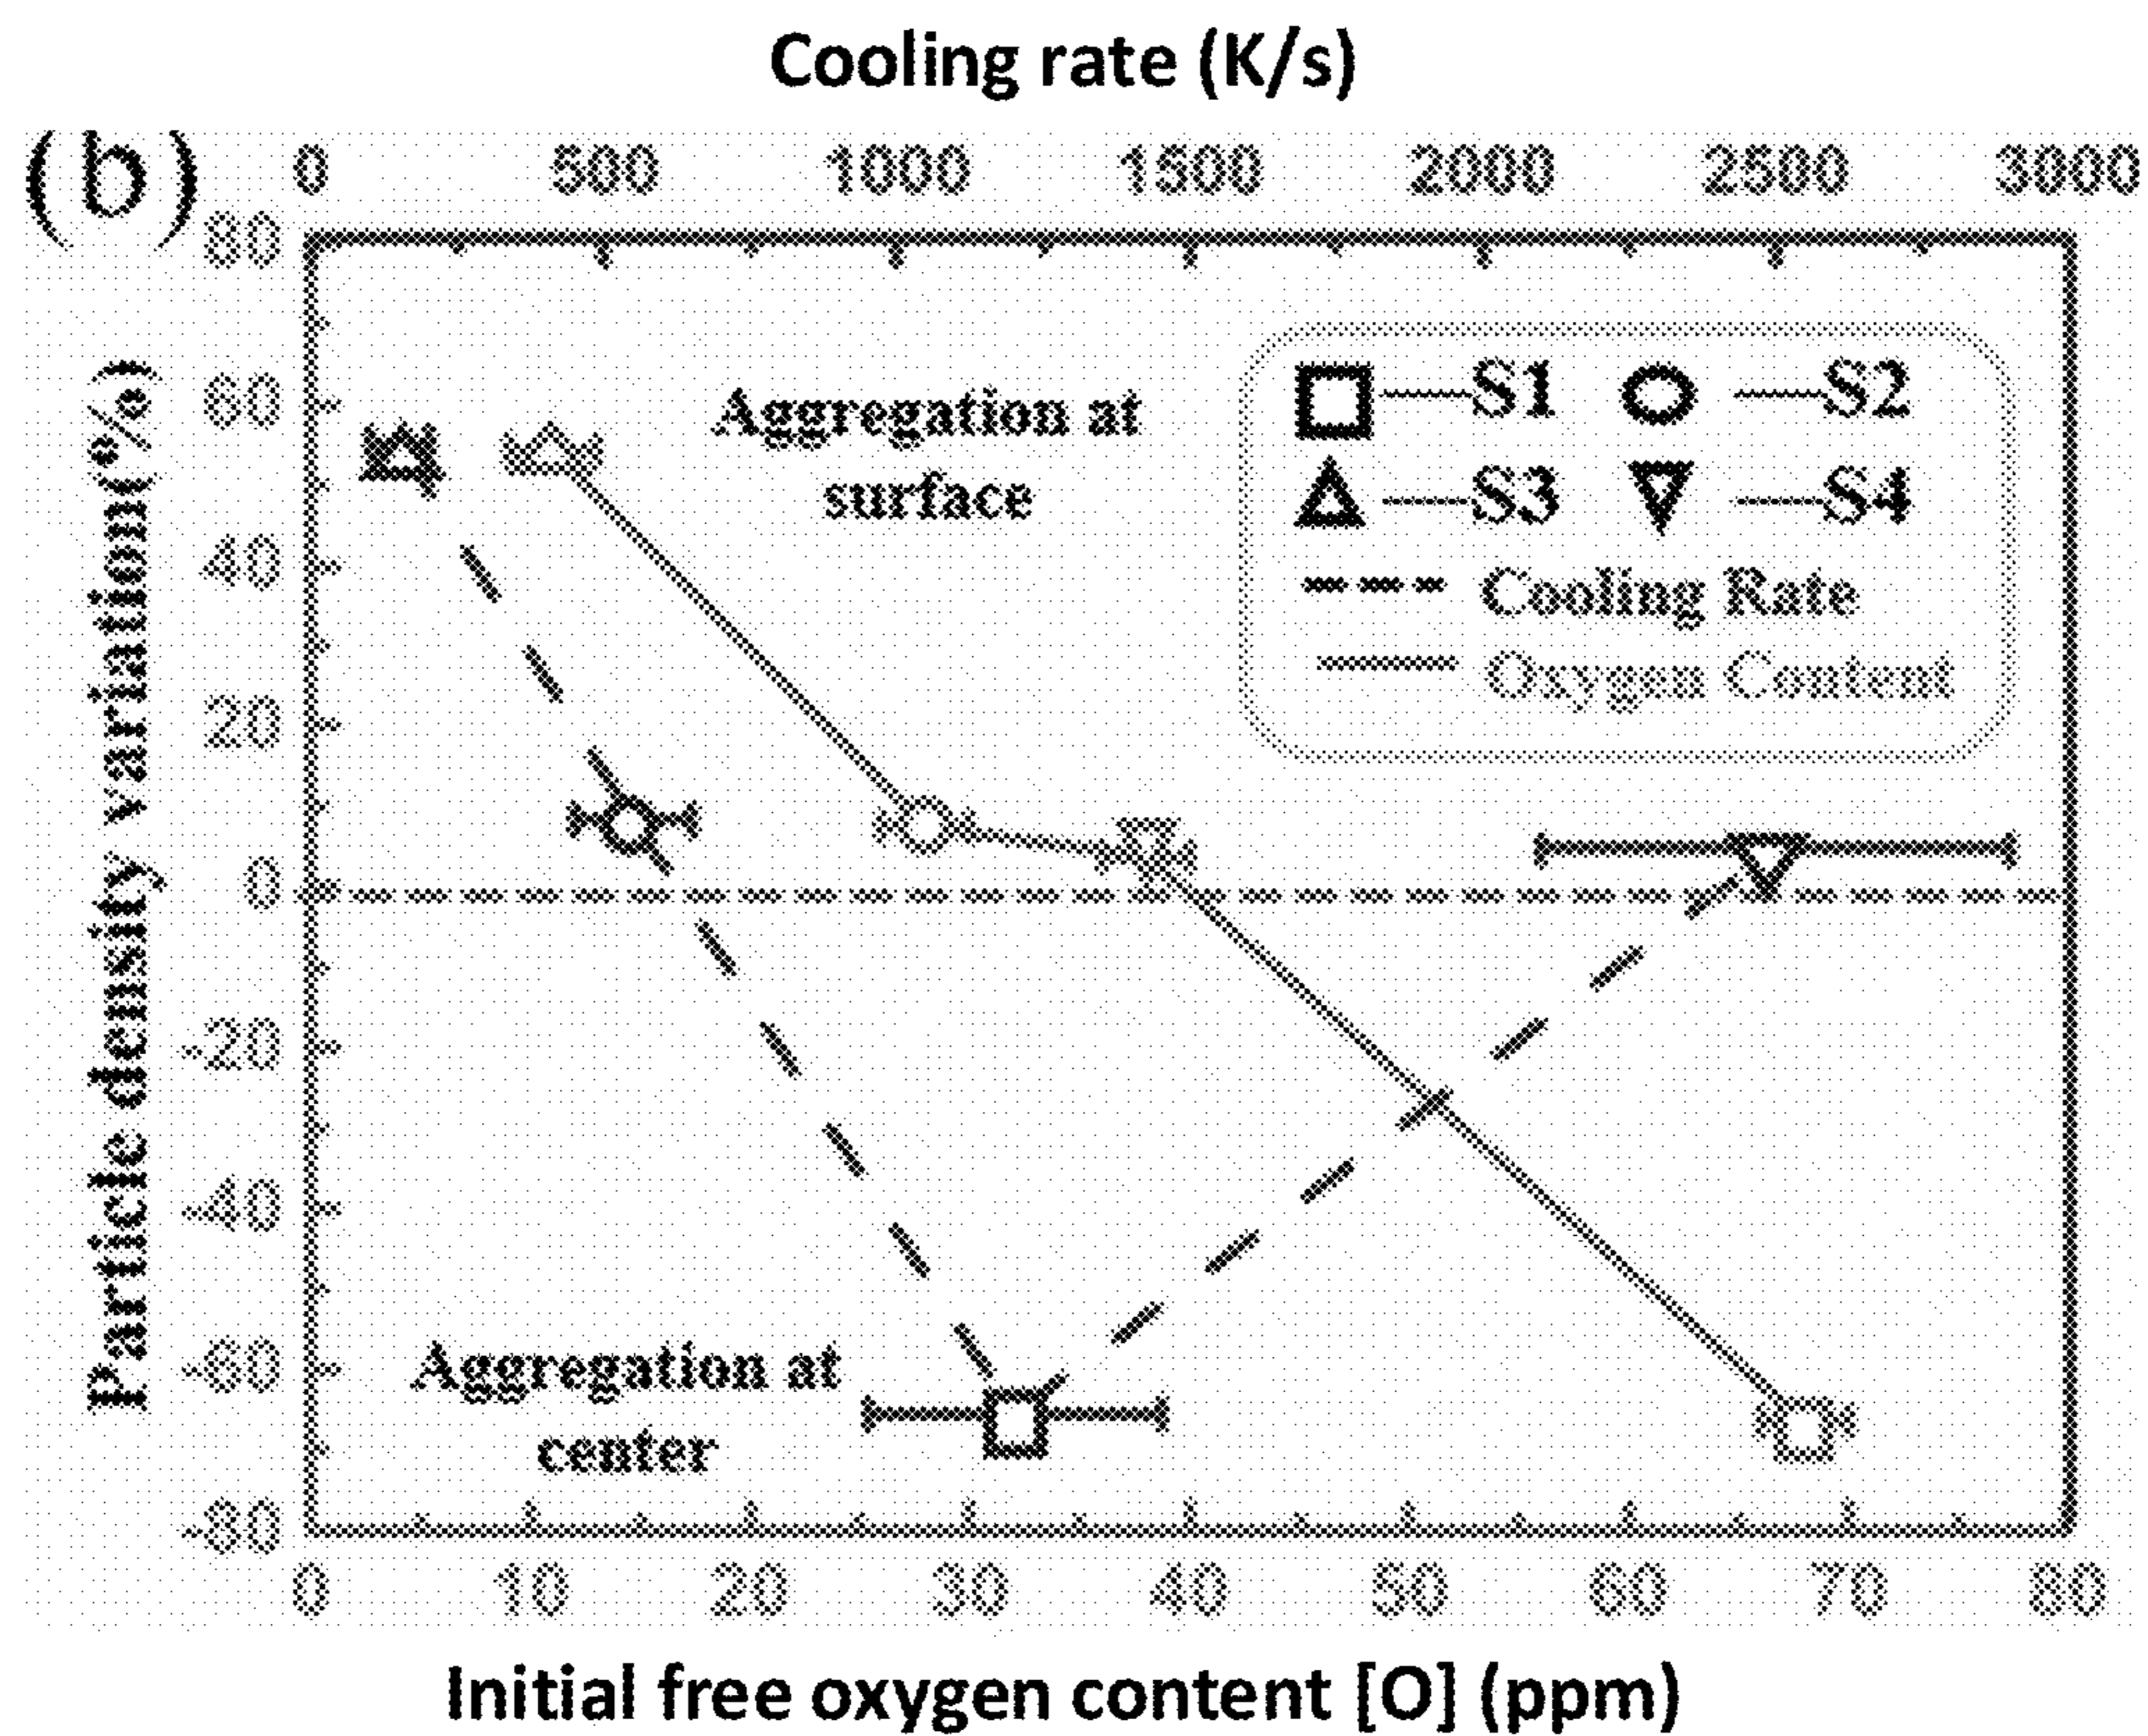 Cooling rate (K/s)
(b)
0 500 1000 1500 2000 2500 3000
80
60
40
20
0
-20
-40
-60
-80
Particle density variation(%)
Aggregation at
surface
S1 S2
S3 S4
Cooling Rate
Oxygen Content
Aggregation at
center
0 10 20 30 40 50 60 70 80
Initial free oxygen content [O] (ppm)